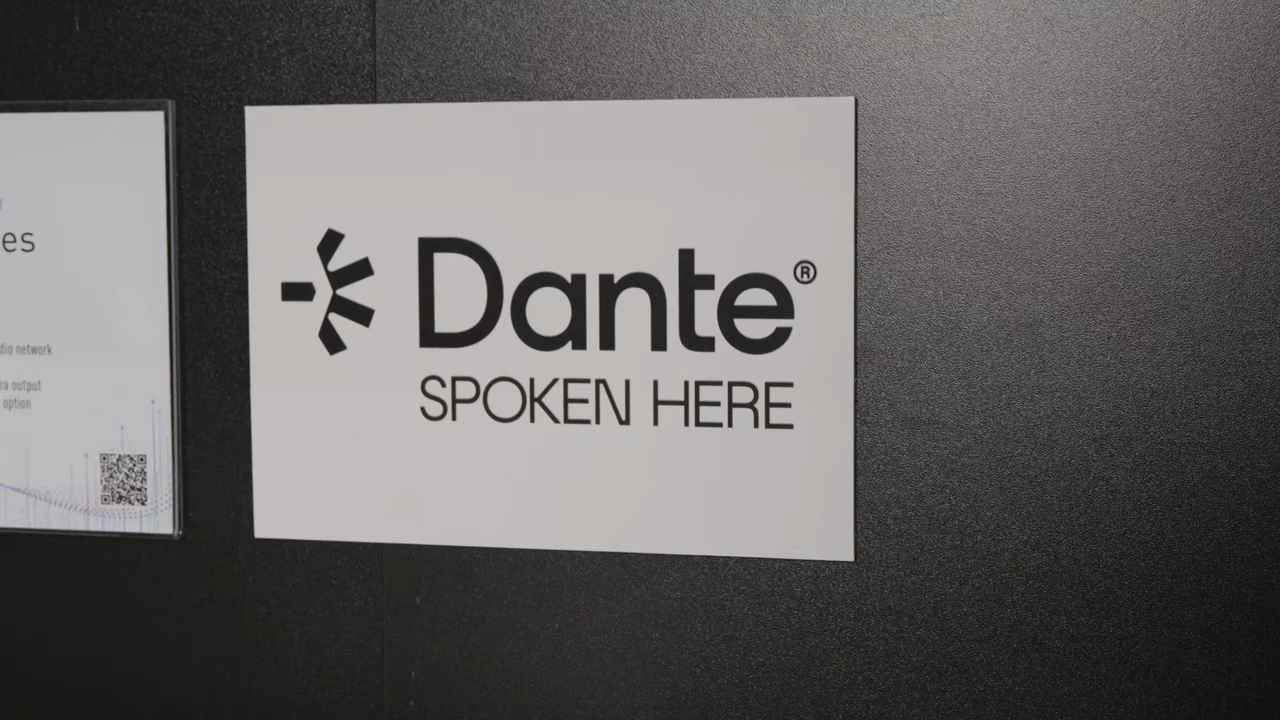 es
dio network
ra output
option
Dante®
SPOKEN HERE